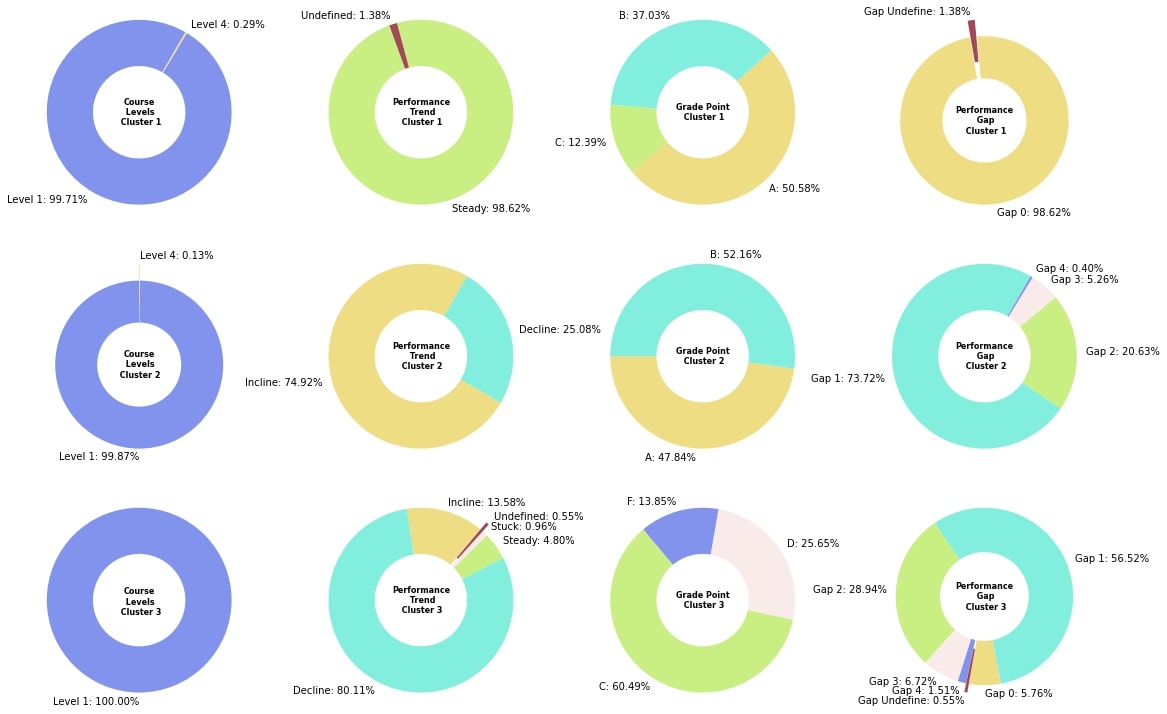 Level 4: 0.29%
Course
Levels
Cluster 1
Level 1: 99.71%
Undefined: 1.38%
Performance
Trend
Cluster 1
Steady: 98.62%
B: 37.03%
Grade Point
Cluster 1
C: 12.39%
A: 50.58%
Gap Undefine: 1.38%
Performance
Gap
Cluster 1
Gap 0: 98.62%
Level 4: 0.13%
Course
Levels
Cluster 2
Level 1: 99.87%
Decline: 25.08%
Performance
Trend
Cluster 2
Incline: 74.92%
B: 52.16%
Grade Point
Cluster 2
A: 47.84%
Gap 4: 0.40%
Gap 3: 5.26%
Performance
Gap
Cluster 2
Gap 2: 20.63%
Gap 1: 73.72%
Course
Levels
Cluster 3
Level 1: 100.00%
Incline: 13.58%
Undefined: 0.55%
Stuck: 0.96%
Steady: 4.80%
Performance
Trend
Cluster 3
Decline: 80.11%
F: 13.85%
D: 25.65%
Grade Point
Cluster 3
C: 60.49%
Gap 1: 56.52%
Gap 2: 28.94%
Performance
Gap
Cluster 3
Gap 3: 6.72%
Gap 4: 1.51%
Gap Undefine: 0.55%
Gap 0: 5.76%